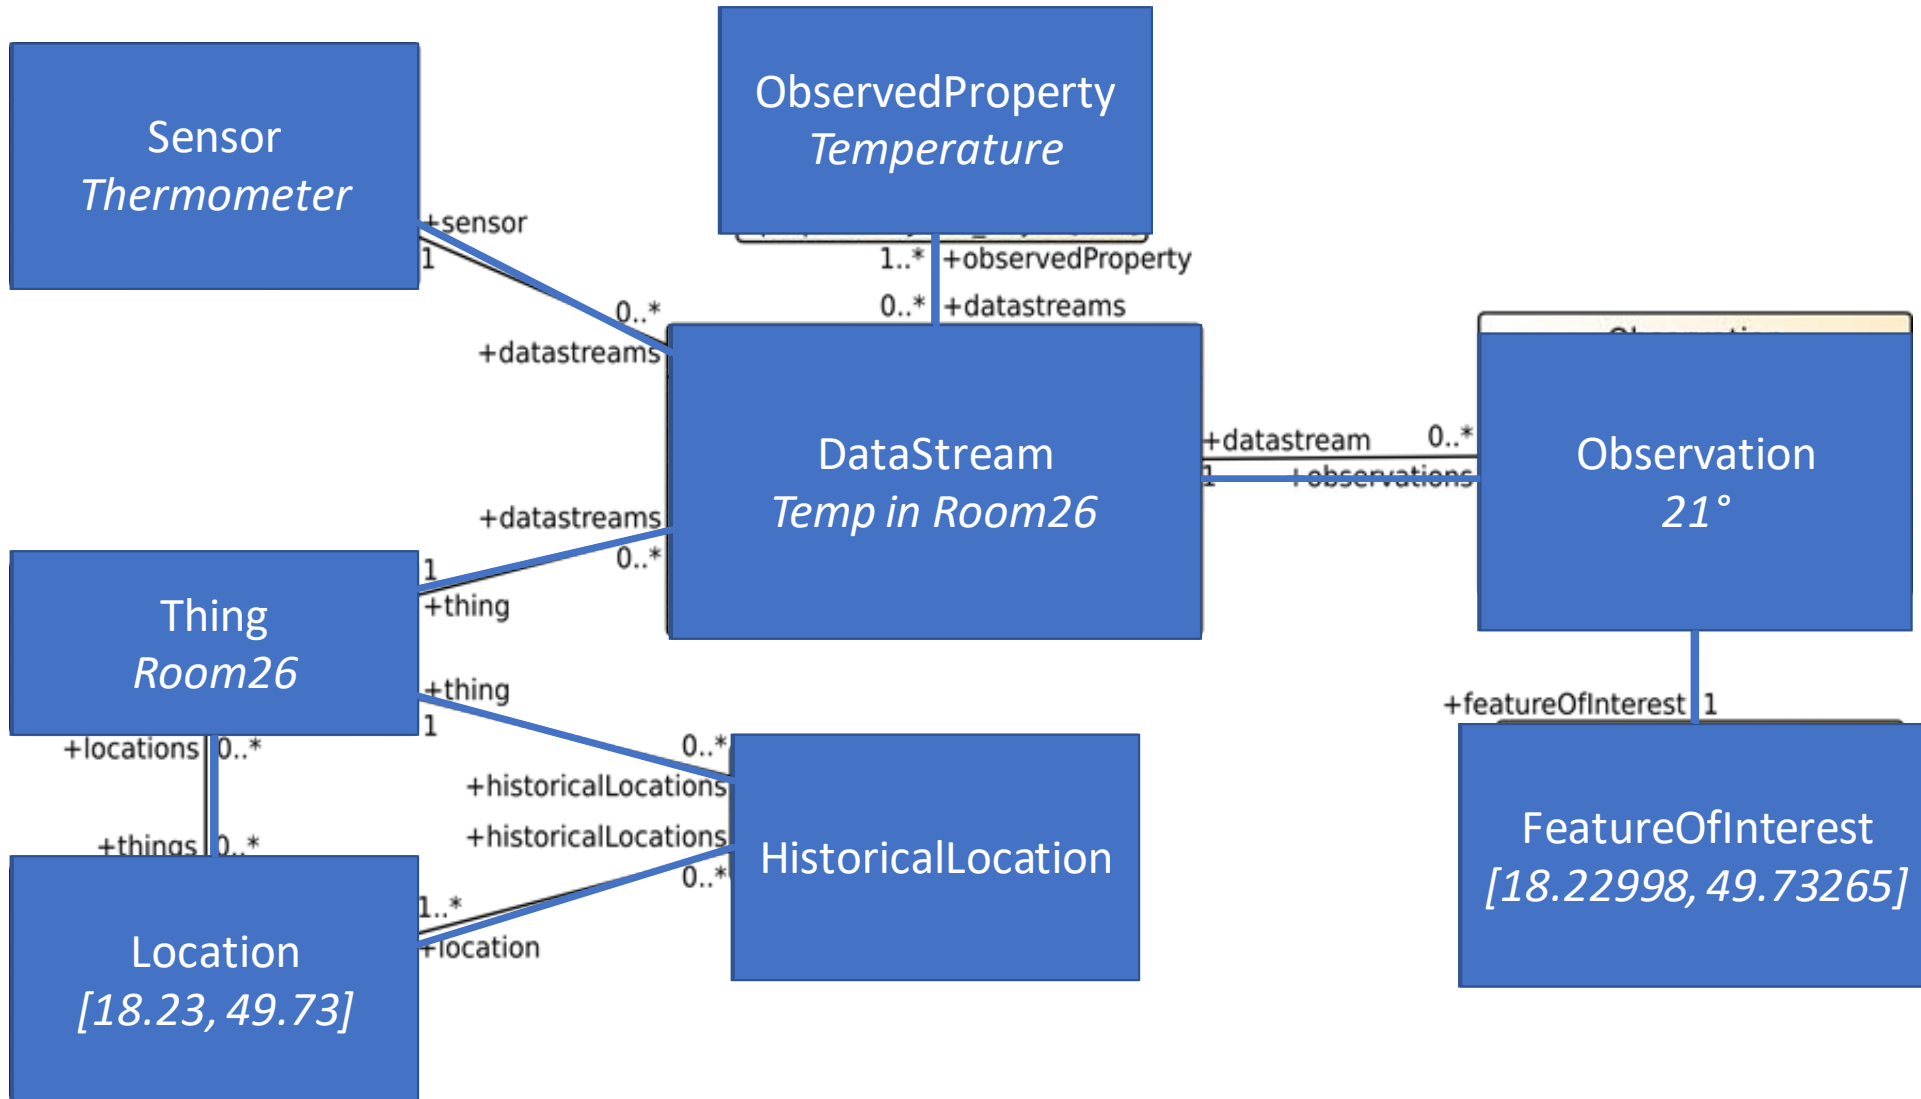 ObservedProperty
Temperature
Sensor
Thermometer
+sensor
1
1..* +observedProperty
0..* +datastreams
0..*
+datastreams
DataStream
Temp in Room26
+datastream 0..*
1 +observations
Observation
21°
+datastreams
0..*
1
+thing
Thing
Room26
+thing
1
+featureOfInterest 1
+locations 0..*
0..*
+historicalLocations
+historicalLocations
0..*
+things 0..*
HistoricalLocation
FeatureOfInterest
[18.22998, 49.73265]
1..*
+location
Location
[18.23, 49.73]